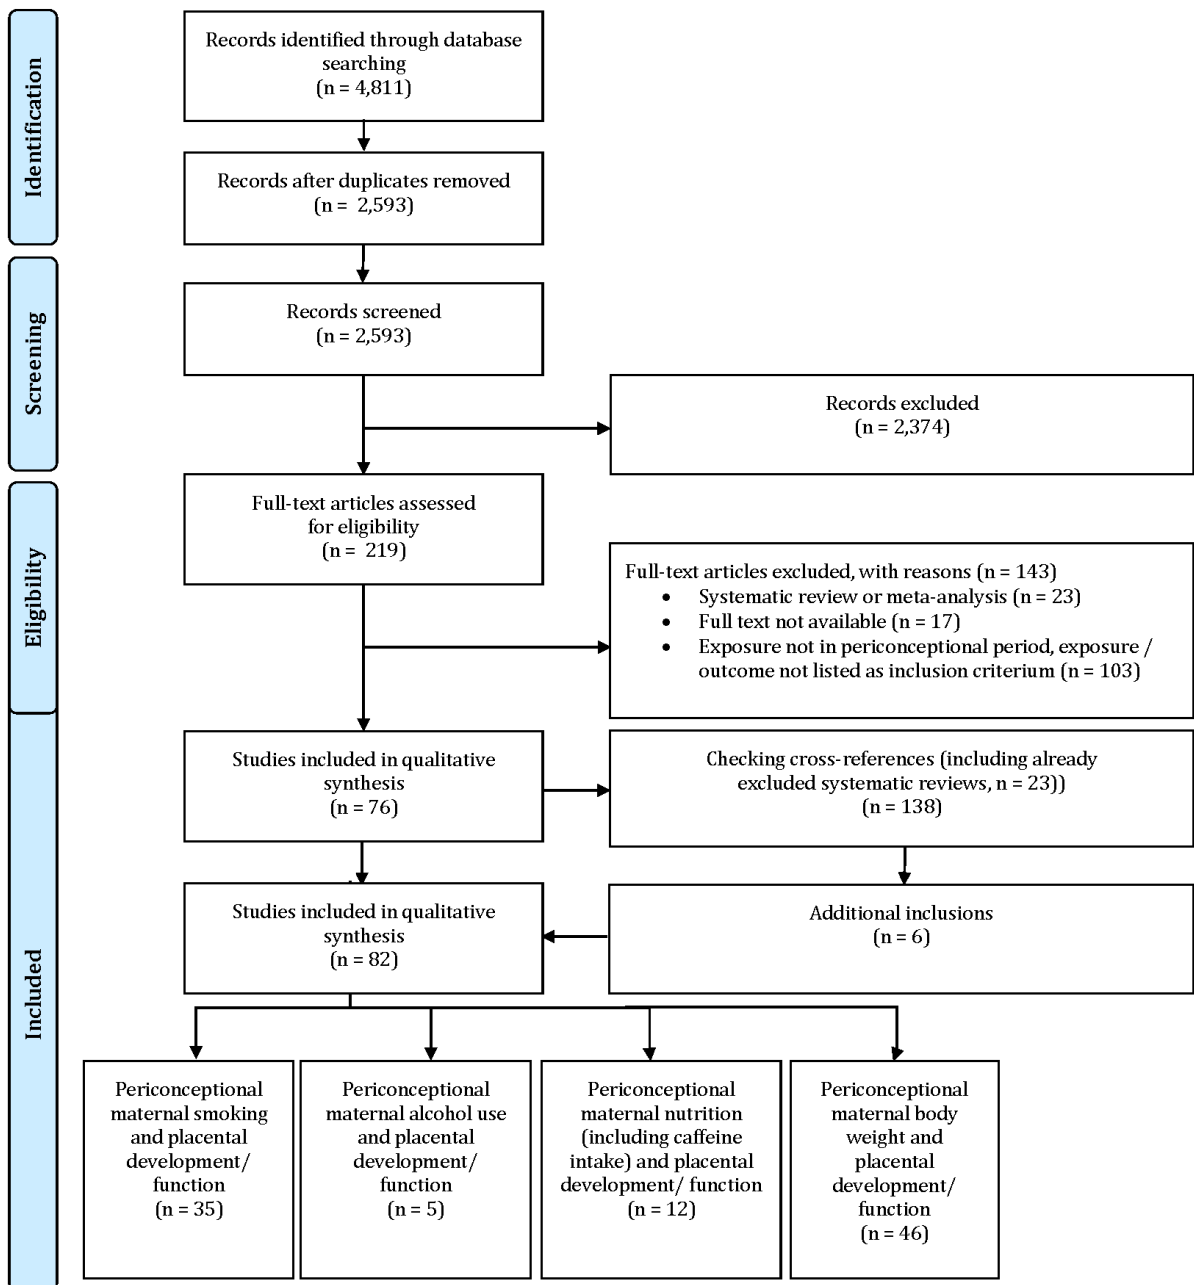 Identification
Records identified through database
searching
(n = 4,811)
Records after duplicates removed
(n = 2,593)
Screening
Records screened
(n = 2,593)
Records excluded
(n = 2,374)
Eligibility
Full-text articles assessed
for eligibility
(n = 219)
Full-text articles excluded, with reasons (n = 143)
• Systematic review or meta-analysis (n = 23)
• Full text not available (n = 17)
• Exposure not in periconceptional period, exposure /
outcome not listed as inclusion criterium (n = 103)
Included
Studies included in qualitative
synthesis
(n = 76)
Checking cross-references (including already
excluded systematic reviews, n = 23))
(n = 138)
Studies included in qualitative
synthesis
(n = 82)
Additional inclusions
(n = 6)
Periconceptional
maternal smoking
and placental
development/
function
(n = 35)
Periconceptional
maternal alcohol use
and placental
development/
function
(n = 5)
Periconceptional
maternal nutrition
(including caffeine
intake) and placental
development/ function
(n = 12)
Periconceptional
maternal body
weight and
placental
development/
function
(n = 46)